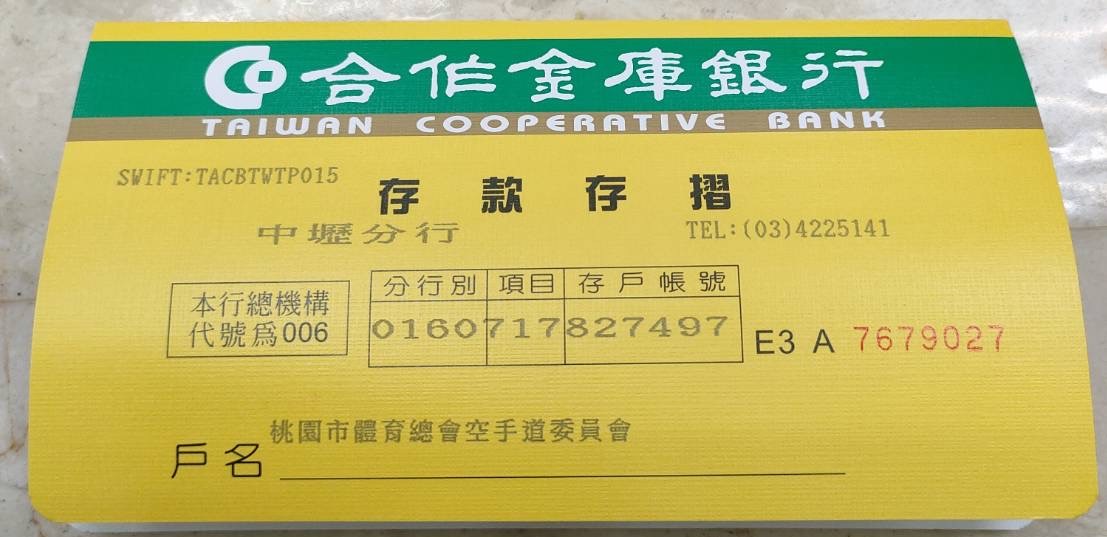 合作金庫銀行
TAIWAN COOPERATIVE BANK
SWIFT:TACBTWTP015
存款存摺
中壢分行 TEL:(03)4225141
本行總機構
代號為006
分行別 項目 存戶帳號
0160717827497
E3 A 7679027
桃園市體育總會空手道委員會
戶名